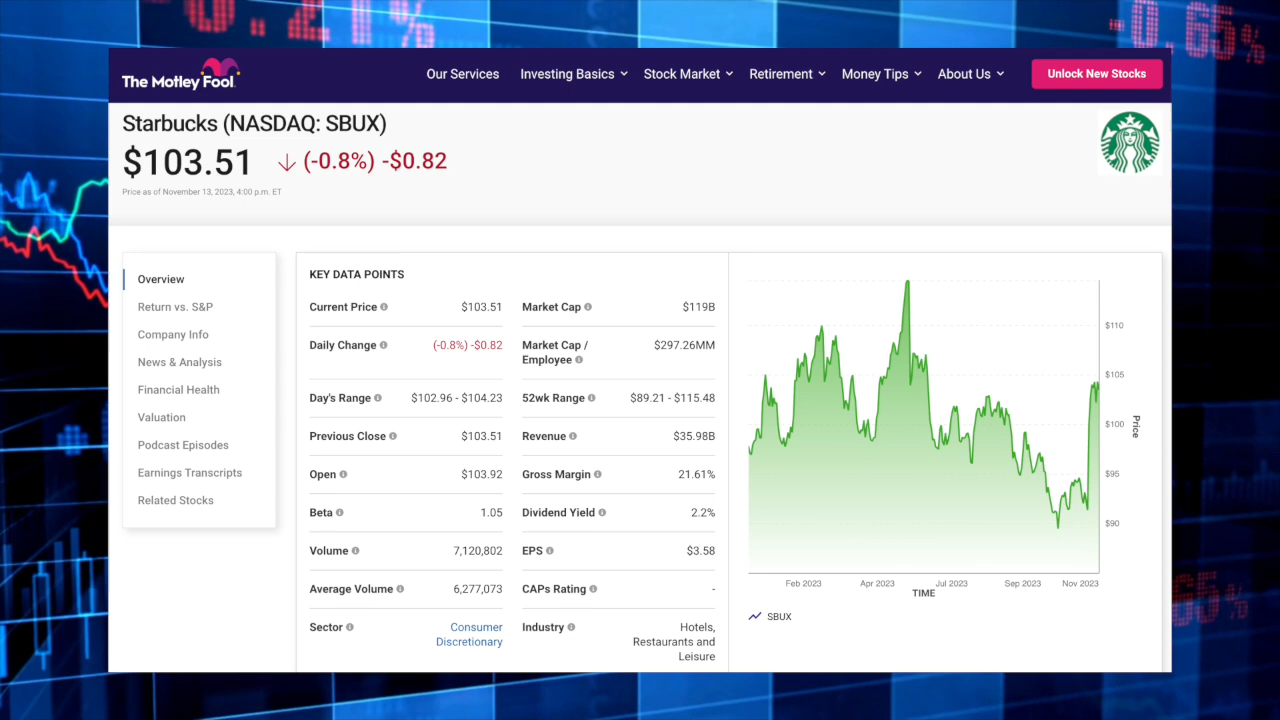 0.21%
0.65%
The Motley Fool
Our Services
Investing Basics
Stock Market
Retirement
Money Tips
About Us
Unlock New Stocks
Starbucks (NASDAQ: SBUX)
$103.51
(-0.8%) -$0.82
Price as of November 13, 2023, 4:00 p.m. ET
Overview
Return vs. S&P
Company Info
News & Analysis
Financial Health
Valuation
Podcast Episodes
Earnings Transcripts
Related Stocks
KEY DATA POINTS
Current Price $103.51
Daily Change (-0.8%) -$0.82
Day's Range $102.96 - $104.23
Previous Close $103.51
Open $103.92
Beta 1.05
Volume 7,120,802
Average Volume 6,277,073
Sector Consumer
Discretionary
Market Cap $119B
Market Cap / $297.26MM
Employee
52wk Range $89.21 - $115.48
Revenue $35.98B
Gross Margin 21.61%
Dividend Yield 2.2%
EPS $3.58
CAPs Rating -
Industry Hotels,
Restaurants and
Leisure
$110
$105
$100
$95
$90
Price
Feb 2023
Apr 2023
Jul 2023
Sep 2023
Nov 2023
TIME
SBUX